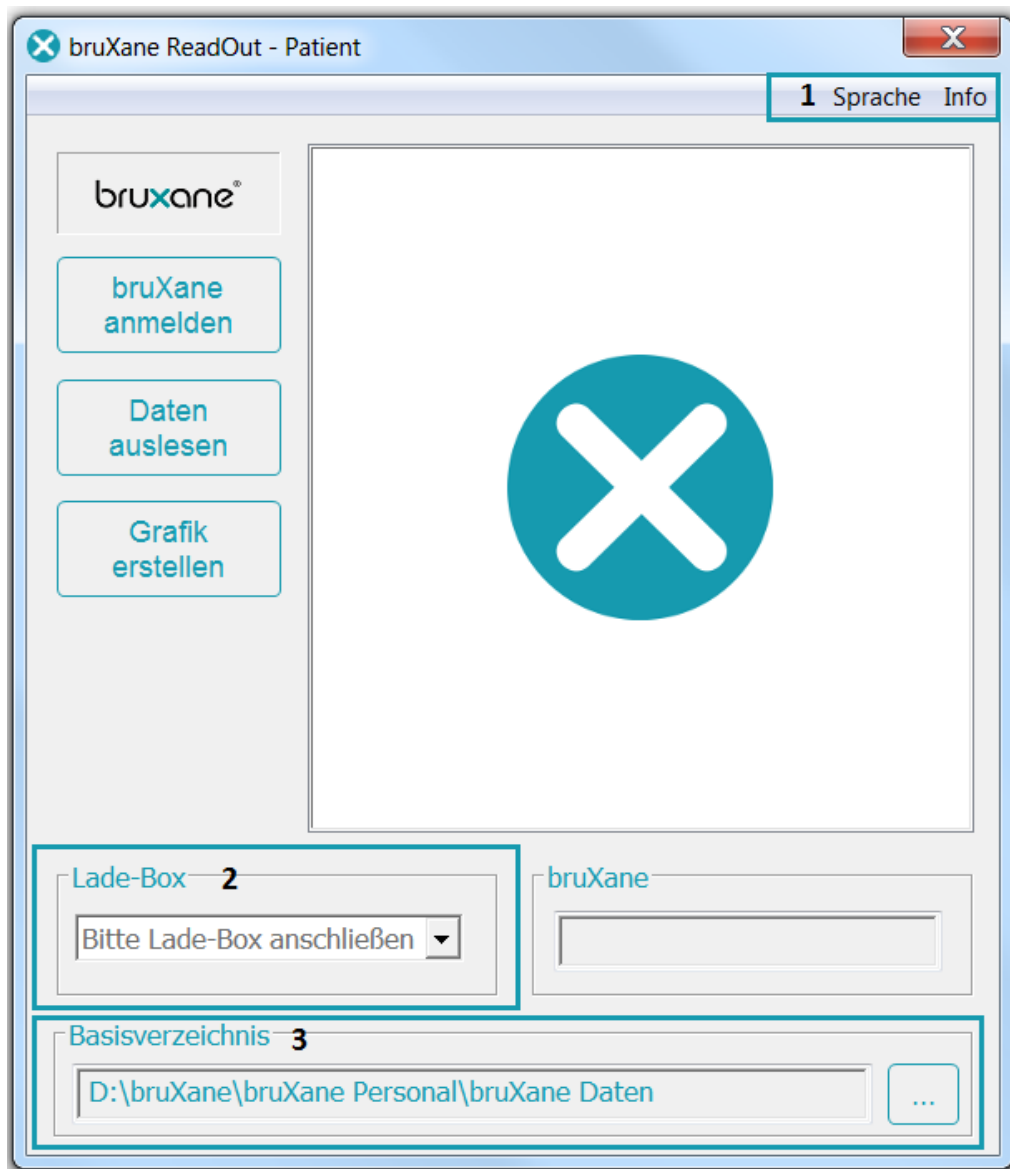 bruXane ReadOut - Patient
1 Sprache Info
bruxane®
bruXane
anmelden
Daten
auslesen
Grafik
erstellen
Lade-Box 2
Bitte Lade-Box anschließen
bruXane
Basisverzeichnis 3
D:\bruXane\bruXane Personal\bruXane Daten
...